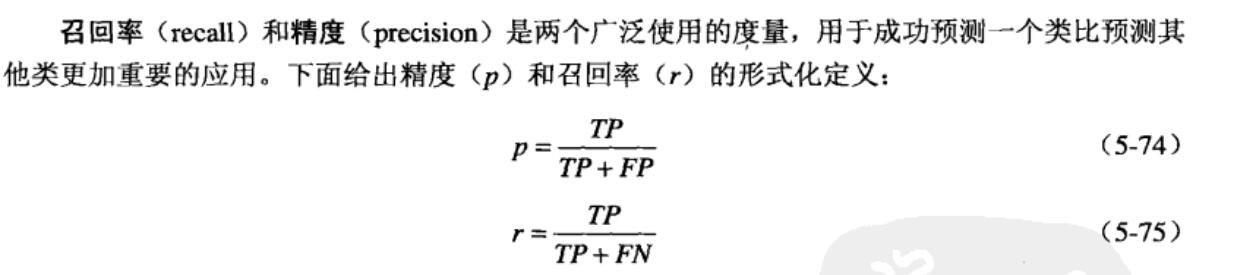 召回率（recall）和精度（precision）是两个广泛使用的度量，用于成功预测一个类比预测其
他类更加重要的应用。下面给出精度（p）和召回率（r）的形式化定义：
p = TP / (TP + FP) （5-74）
r = TP / (TP + FN) （5-75）